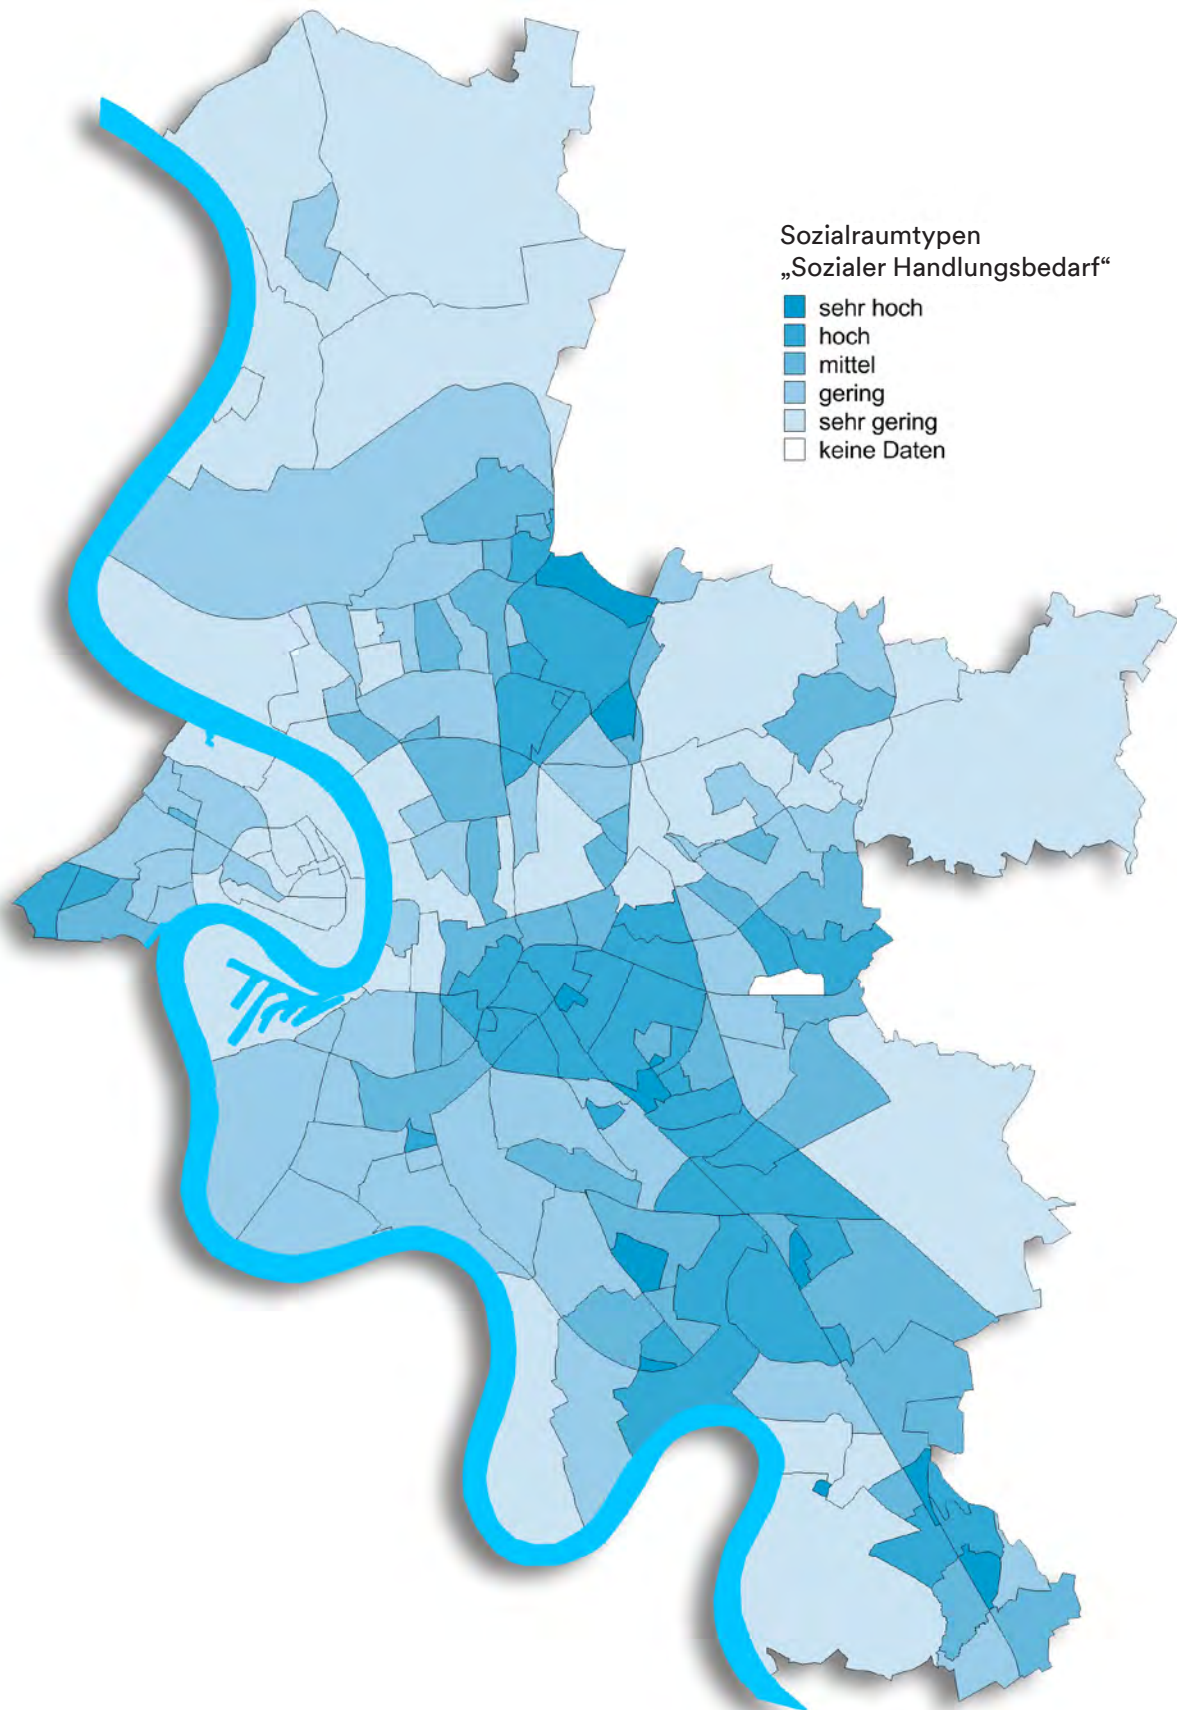 Sozialraumtypen
„Sozialer Handlungsbedarf“
sehr hoch
hoch
mittel
gering
sehr gering
keine Daten